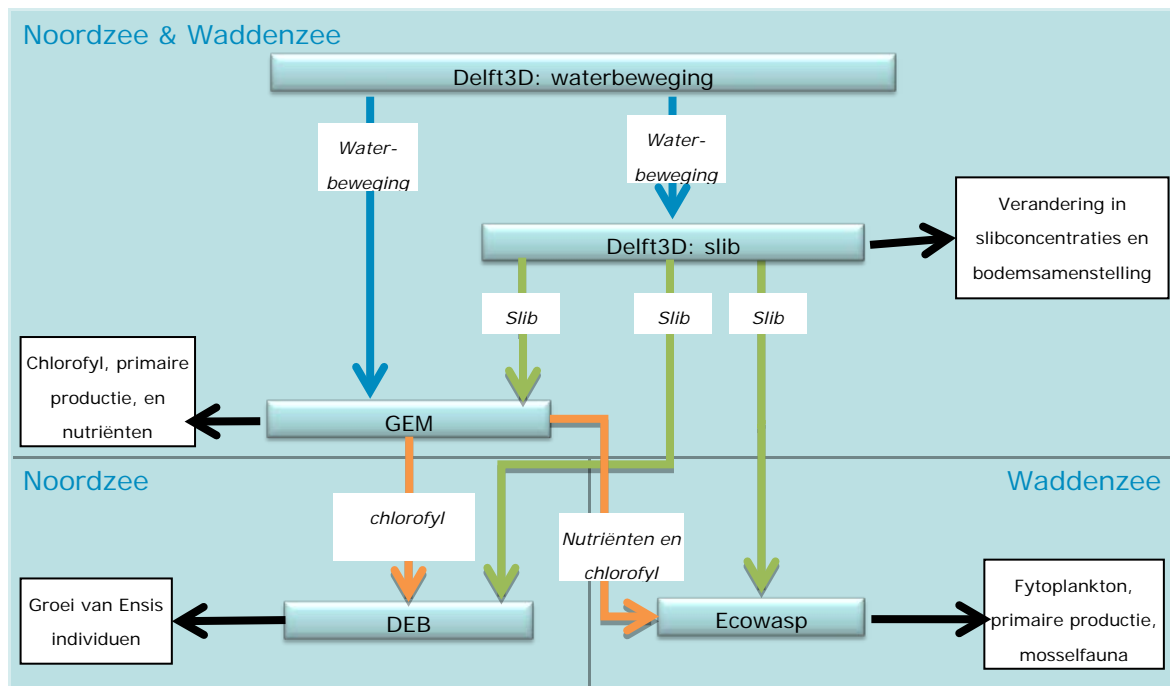 Noordzee & Waddenzee
Delft3D: waterbeweging
Water-
beweging
Water-
beweging
Verandering in
slibconcentraties en
bodemsamenstelling
Delft3D: slib
Slib
Slib
Slib
Chlorofyl, primaire
productie, en
nutriënten
GEM
Noordzee
Waddenzee
chlorofyl
Nutriënten en
chlorofyl
Groei van Ensis
individuen
DEB
Ecowasp
Fytoplankton,
primaire productie,
mosselfauna